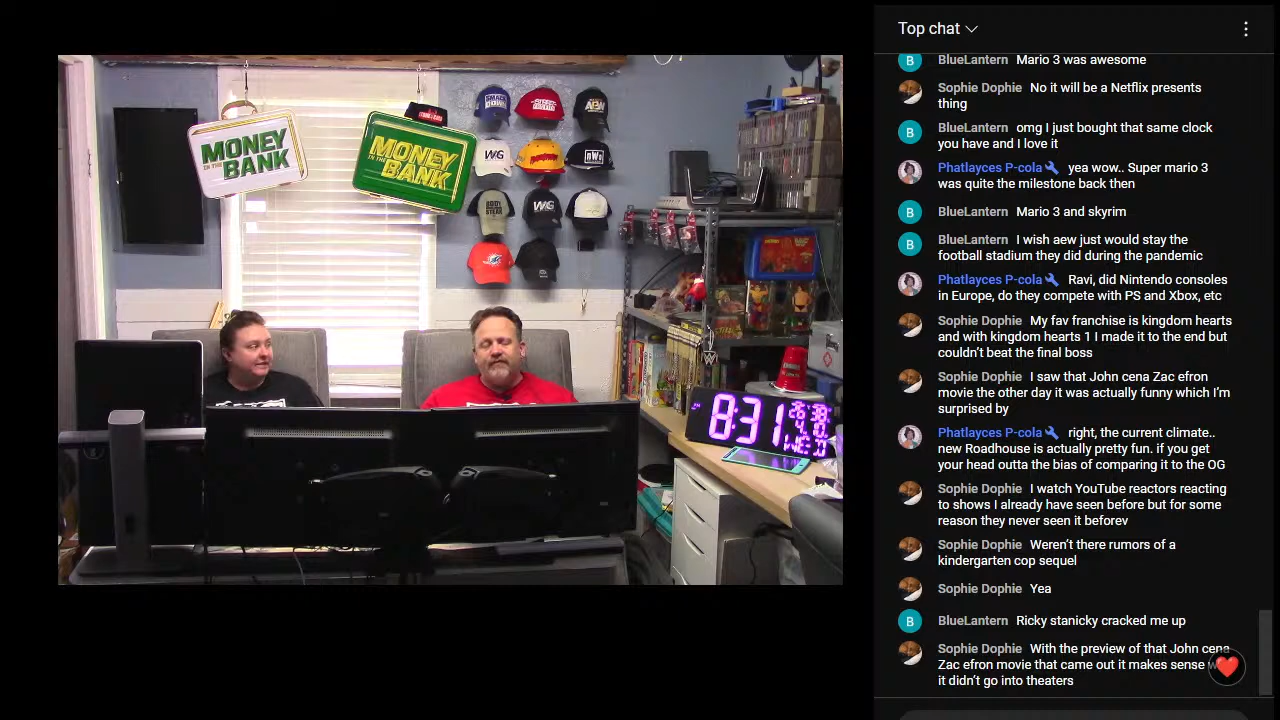 Top chat
BlueLantern Mario 3 was awesome
Sophie Dophie No it will be a Netflix presents
thing
BlueLantern omg I just bought that same clock
you have and I love it
Phatlayces P-cola yea wow.. Super mario 3
was quite the milestone back then
BlueLantern Mario 3 and skyrim
BlueLantern I wish aew just would stay the
football stadium they did during the pandemic
Phatlayces P-cola Ravi, did Nintendo consoles
in Europe, do they compete with PS and Xbox, etc
Sophie Dophie My fav franchise is kingdom hearts
and with kingdom hearts 1 I made it to the end but
couldn't beat the final boss
Sophie Dophie I saw that John cena Zac efron
movie the other day it was actually funny which I'm
surprised by
Phatlayces P-cola right, the current climate..
new Roadhouse is actually pretty fun. if you get
your head outta the bias of comparing it to the OG
Sophie Dophie I watch YouTube reactors reacting
to shows I already have seen before but for some
reason they never seen it beforev
Sophie Dophie Weren't there rumors of a
kindergarten cop sequel
Sophie Dophie Yea
BlueLantern Ricky stanicky cracked me up
Sophie Dophie With the preview of that John cena
Zac efron movie that came out it makes sense
it didn't go into theaters
B
B
B
B
B
MONEY
IN THE
BANK
MONEY
IN THE
BANK
W4G
nWo
W4G
8:31